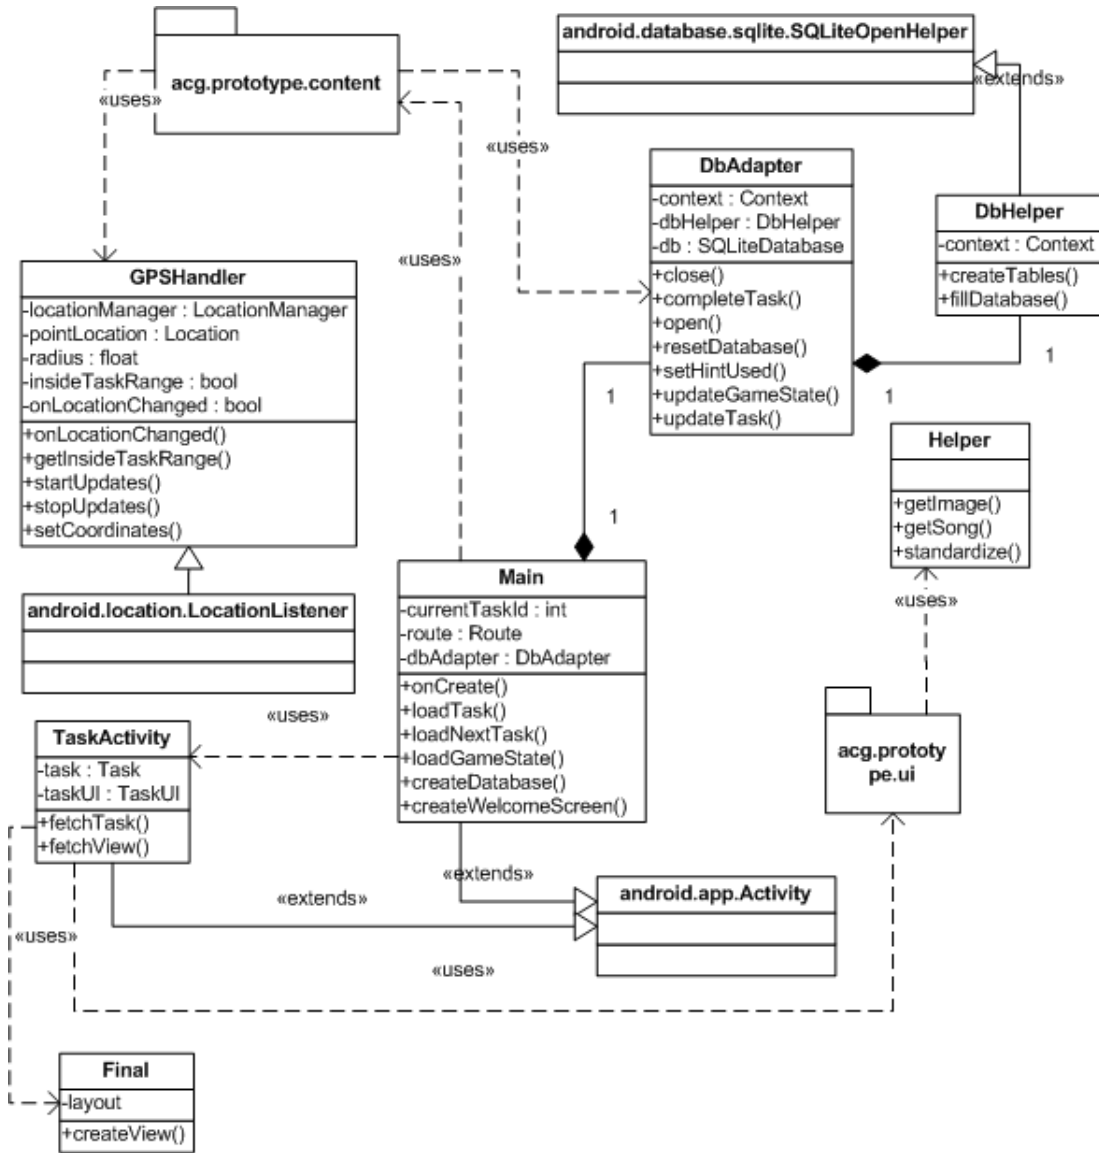 android.database.sqlite.SQLiteOpenHelper
«extends»
acg.prototype.content
«uses»
«uses»
«uses»
DbAdapter
-context : Context
-dbHelper : DbHelper
-db : SQLiteDatabase
+close()
+completeTask()
+open()
+resetDatabase()
+setHintUsed()
+updateGameState()
+updateTask()
DbHelper
-context : Context
+createTables()
+fillDatabase()
1
1
1
1
GPSHandler
-locationManager : LocationManager
-pointLocation : Location
-radius : float
-insideTaskRange : bool
-onLocationChanged : bool
+onLocationChanged()
+getInsideTaskRange()
+startUpdates()
+stopUpdates()
+setCoordinates()
Helper
+getImage()
+getSong()
+standardize()
«uses»
android.location.LocationListener
Main
-currentTaskId : int
-route : Route
-dbAdapter : DbAdapter
+onCreate()
+loadTask()
+loadNextTask()
+loadGameState()
+createDatabase()
+createWelcomeScreen()
«uses»
TaskActivity
-task : Task
-taskUI : TaskUI
+fetchTask()
+fetchView()
acg.prototy
pe.ui
«extends»
«extends»
android.app.Activity
«uses»
«uses»
Final
-layout
+createView()